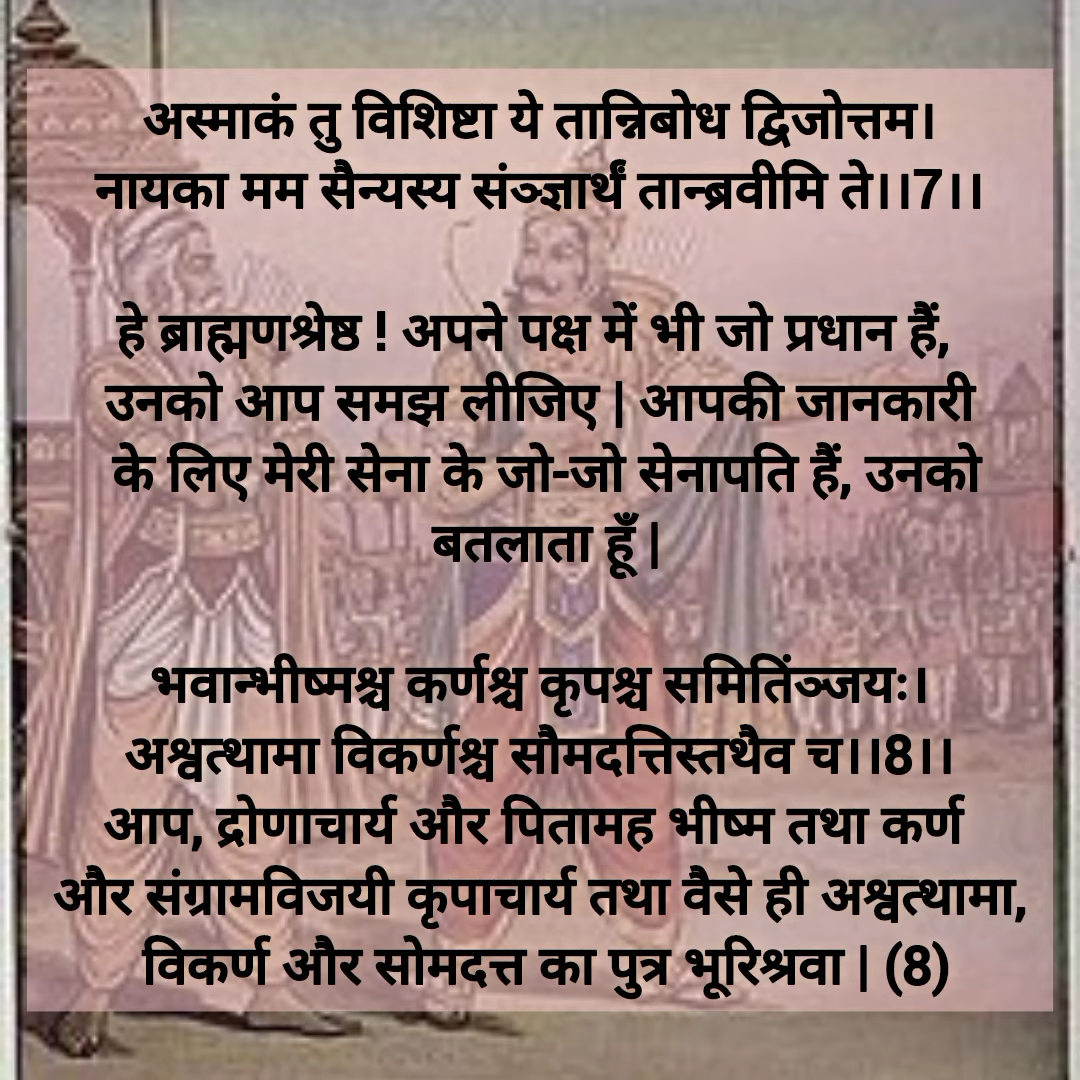 अस्माकं तु विशिष्टा ये तान्निबोध द्विजोत्तम।
नायका मम सैन्यस्य संञ्ज्ञार्थं तान्ब्रवीमि ते।।7।।
हे ब्राह्मणश्रेष्ठ ! अपने पक्ष में भी जो प्रधान हैं,
उनको आप समझ लीजिए | आपकी जानकारी
के लिए मेरी सेना के जो-जो सेनापति हैं, उनको
बतलाता हूँ |
भवान्भीष्मश्च कर्णश्च कृपश्च समितिंञ्जयः।
अश्वत्थामा विकर्णश्च सौमदत्तिस्तथैव च।।8।।
आप, द्रोणाचार्य और पितामह भीष्म तथा कर्ण
और संग्रामविजयी कृपाचार्य तथा वैसे ही अश्वत्थामा,
विकर्ण और सोमदत्त का पुत्र भूरिश्रवा | (8)